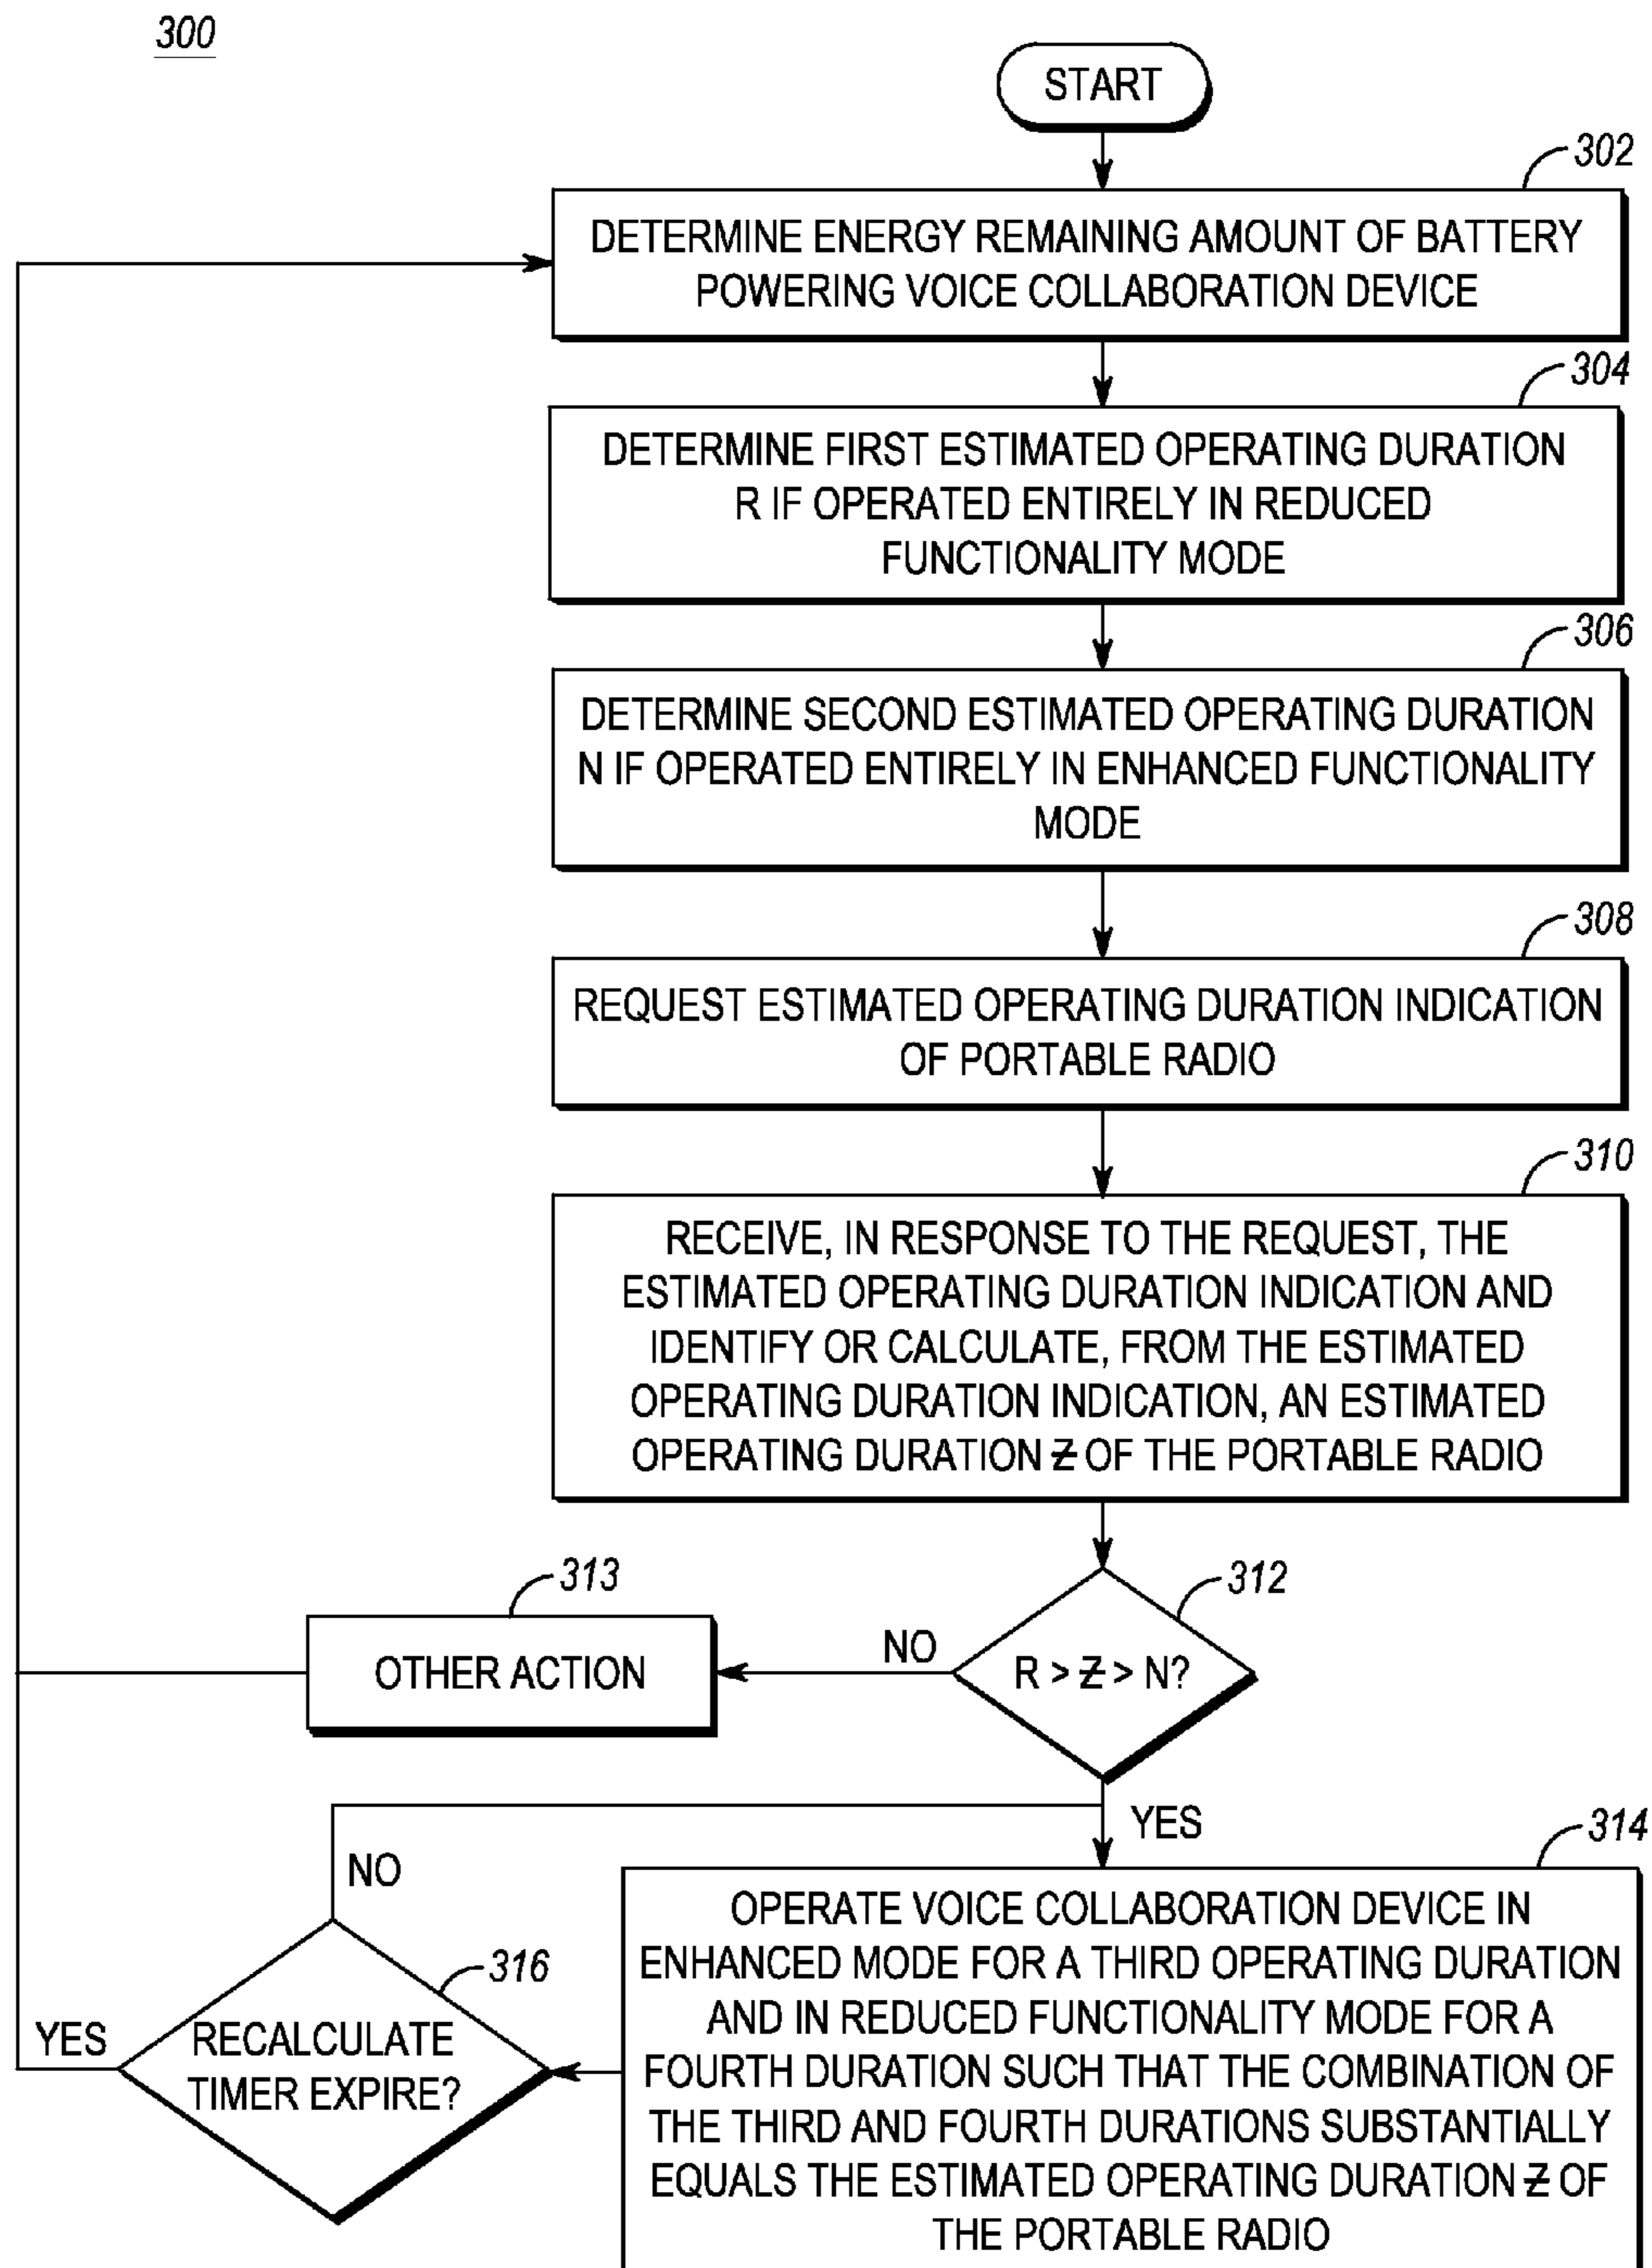 300
START
302
DETERMINE ENERGY REMAINING AMOUNT OF BATTERY
POWERING VOICE COLLABORATION DEVICE
304
DETERMINE FIRST ESTIMATED OPERATING DURATION
R IF OPERATED ENTIRELY IN REDUCED
FUNCTIONALITY MODE
306
DETERMINE SECOND ESTIMATED OPERATING DURATION
N IF OPERATED ENTIRELY IN ENHANCED FUNCTIONALITY
MODE
308
REQUEST ESTIMATED OPERATING DURATION INDICATION
OF PORTABLE RADIO
310
RECEIVE, IN RESPONSE TO THE REQUEST, THE
ESTIMATED OPERATING DURATION INDICATION AND
IDENTIFY OR CALCULATE, FROM THE ESTIMATED
OPERATING DURATION INDICATION, AN ESTIMATED
OPERATING DURATION Ƶ OF THE PORTABLE RADIO
312
R > Ƶ > N?
NO
313
OTHER ACTION
YES
314
OPERATE VOICE COLLABORATION DEVICE IN
ENHANCED MODE FOR A THIRD OPERATING DURATION
AND IN REDUCED FUNCTIONALITY MODE FOR A
FOURTH DURATION SUCH THAT THE COMBINATION OF
THE THIRD AND FOURTH DURATIONS SUBSTANTIALLY
EQUALS THE ESTIMATED OPERATING DURATION Ƶ OF
THE PORTABLE RADIO
316
RECALCULATE
TIMER EXPIRE?
NO
YES